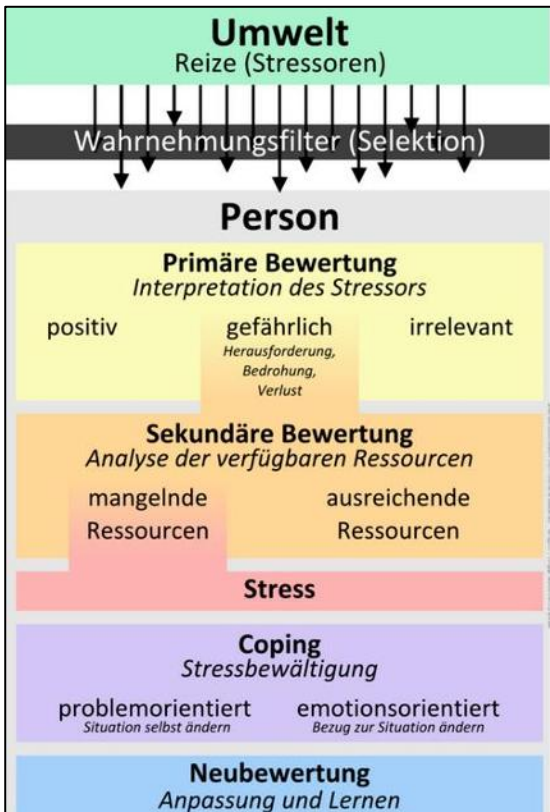 Umwelt
Reize (Stressoren)
Wahrnehmungsfilter (Selektion)
Person
Primäre Bewertung
Interpretation des Stressors
positiv gefährlich irrelevant
Herausforderung,
Bedrohung,
Verlust
Sekundäre Bewertung
Analyse der verfügbaren Ressourcen
mangelnde ausreichende
Ressourcen Ressourcen
Stress
Coping
Stressbewältigung
problemorientiert emotionsorientiert
Situation selbst ändern Bezug zur Situation ändern
Neubewertung
Anpassung und Lernen